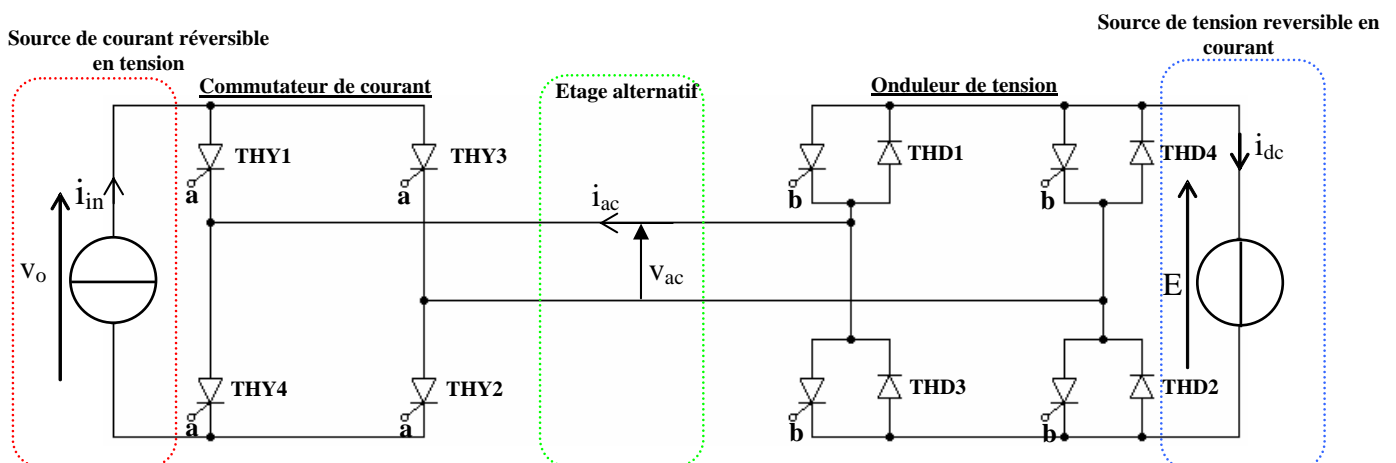 Source de courant réversible
en tension
Commutateur de courant
Etage alternatif
Onduleur de tension
Source de tension reversible en
courant
THY1
THY3
THD1
THD4
a
a
b
b
i_in
i_ac
i_dc
v_o
v_ac
E
THY4
THY2
THD3
THD2
a
a
b
b